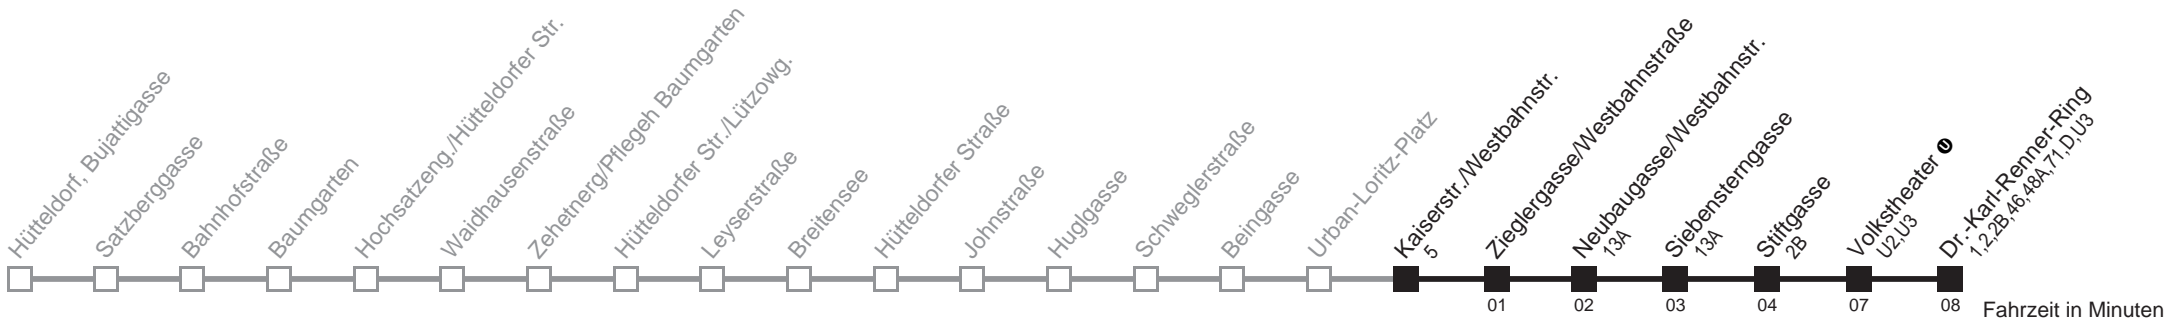 Hütteldorf, Bujattigasse
Satzberggasse
Bahnhofstraße
Baumgarten
Hochsatzeng./Hütteldorfer Str.
Waidhausenstraße
Zehetnerg/Pflegeh Baumgarten
Hütteldorfer Str./Lützowg.
Leyserstraße
Breitensee
Hütteldorfer Straße
Johnstraße
Huglgasse
Schweglerstraße
Beingasse
Urban-Loritz-Platz
Kaiserstr./Westbahnstr.
5
Zieglergasse/Westbahnstraße
Neubaugasse/Westbahnstr.
13A
Siebensterngasse
13A
Stiftgasse
2B
Volkstheater U
U2,U3
Dr.-Karl-Renner-Ring
1,2,2B,46,48A,71,D,U3
01 02 03 04 07 08 Fahrzeit in Minuten